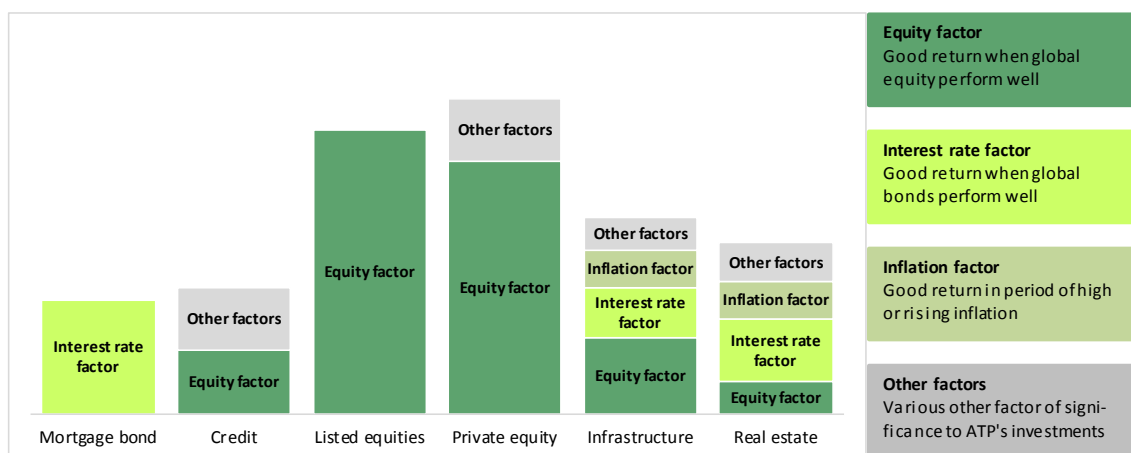 Other factors
Equity factor
Other factors
Inflation factor
Interest rate
factor
Equity factor
Other factors
Inflation factor
Interest rate
factor
Equity factor
Equity factor
Other factors
Equity factor
Interest rate
factor
Mortgage bond
Credit
Listed equities
Private equity
Infrastructure
Real estate
Equity factor
Good return when global
equity perform well
Interest rate factor
Good return when global
bonds perform well
Inflation factor
Good return in period of high
or rising inflation
Other factors
Various other factor of signi-
ficance to ATP's investments